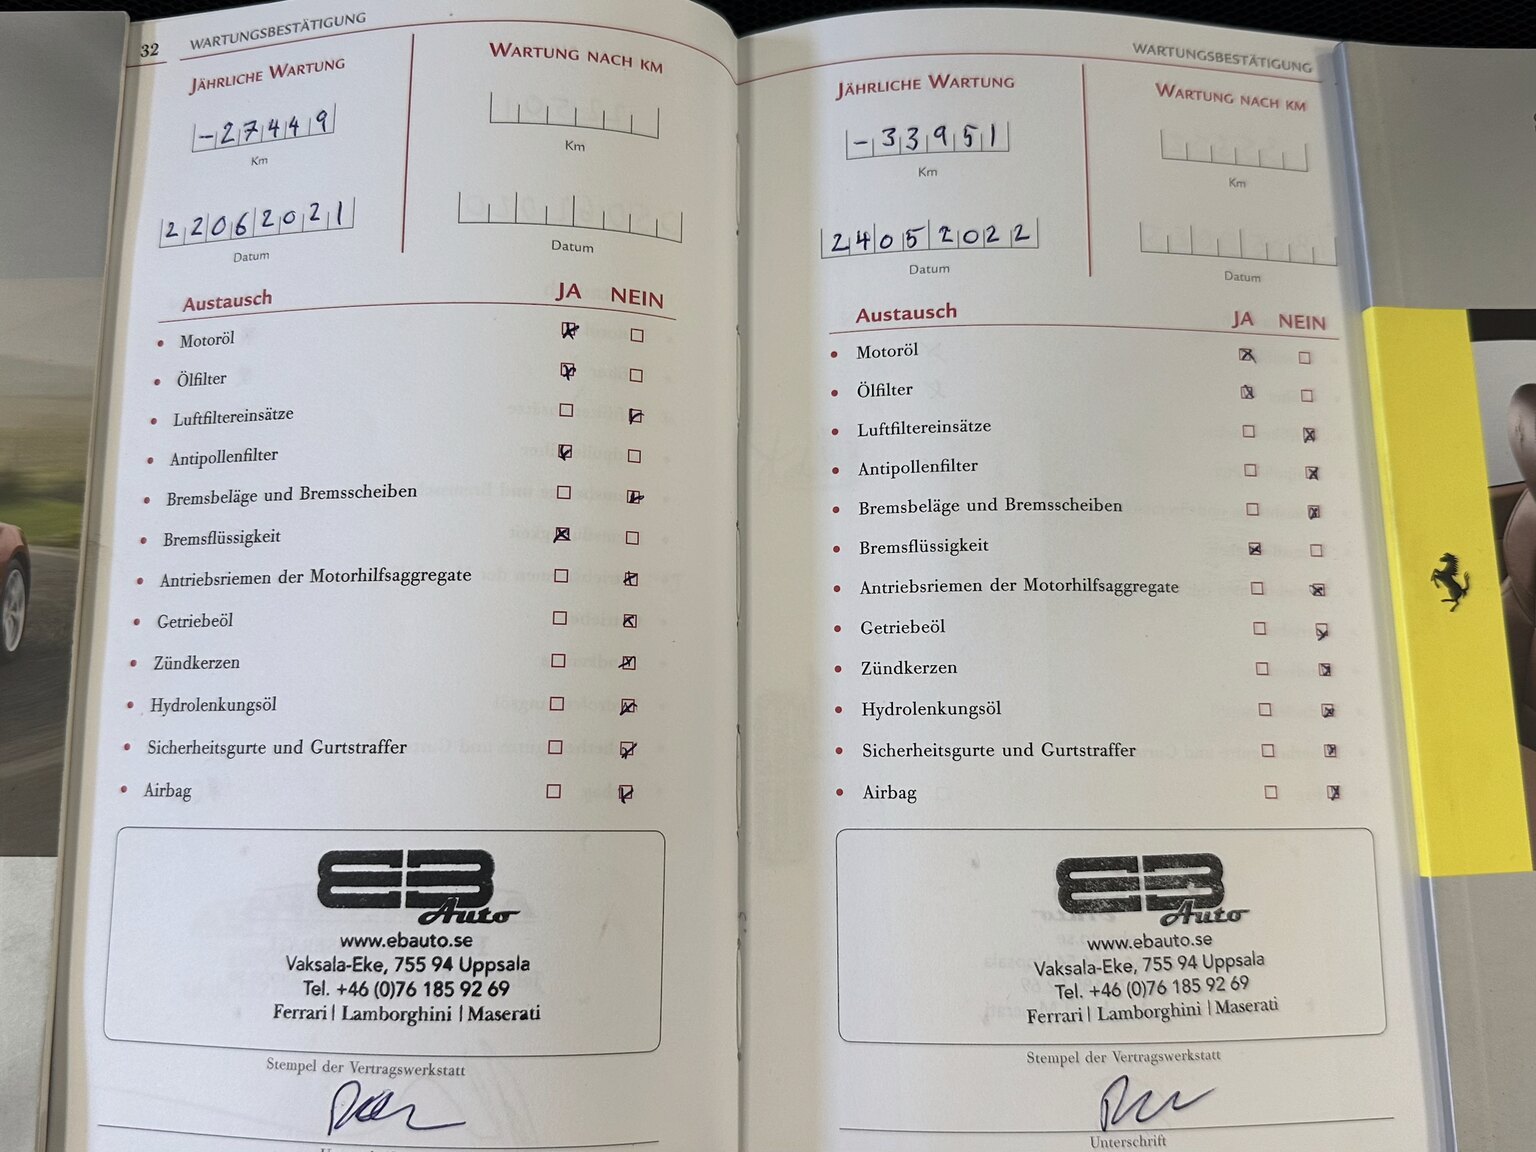 32 WARTUNGSBESTÄTIGUNG
JÄHRLICHE WARTUNG
WARTUNG NACH KM
-27449
Km
Km
22062021
Datum
Datum
Austausch JA NEIN
Motoröl
Ölfilter
Luftfiltereinsätze
Antipollenfilter
Bremsbeläge und Bremsscheiben
Bremsflüssigkeit
Antriebsriemen der Motorhilfsaggregate
Getriebeöl
Zündkerzen
Hydrolenkungsöl
Sicherheitsgurte und Gurtstraffer
Airbag
EB
Auto
www.ebauto.se
Vaksala-Eke, 755 94 Uppsala
Tel. +46 (0)76 185 92 69
Ferrari | Lamborghini | Maserati
Stempel der Vertragswerkstatt
WARTUNGSBESTÄTIGUNG
JÄHRLICHE WARTUNG
WARTUNG NACH KM
-33951
Km
Km
24052022
Datum
Datum
Austausch JA NEIN
Motoröl
Ölfilter
Luftfiltereinsätze
Antipollenfilter
Bremsbeläge und Bremsscheiben
Bremsflüssigkeit
Antriebsriemen der Motorhilfsaggregate
Getriebeöl
Zündkerzen
Hydrolenkungsöl
Sicherheitsgurte und Gurtstraffer
Airbag
EB
Auto
www.ebauto.se
Vaksala-Eke, 755 94 Uppsala
Tel. +46 (0)76 185 92 69
Ferrari | Lamborghini | Maserati
Stempel der Vertragswerkstatt
Unterschrift